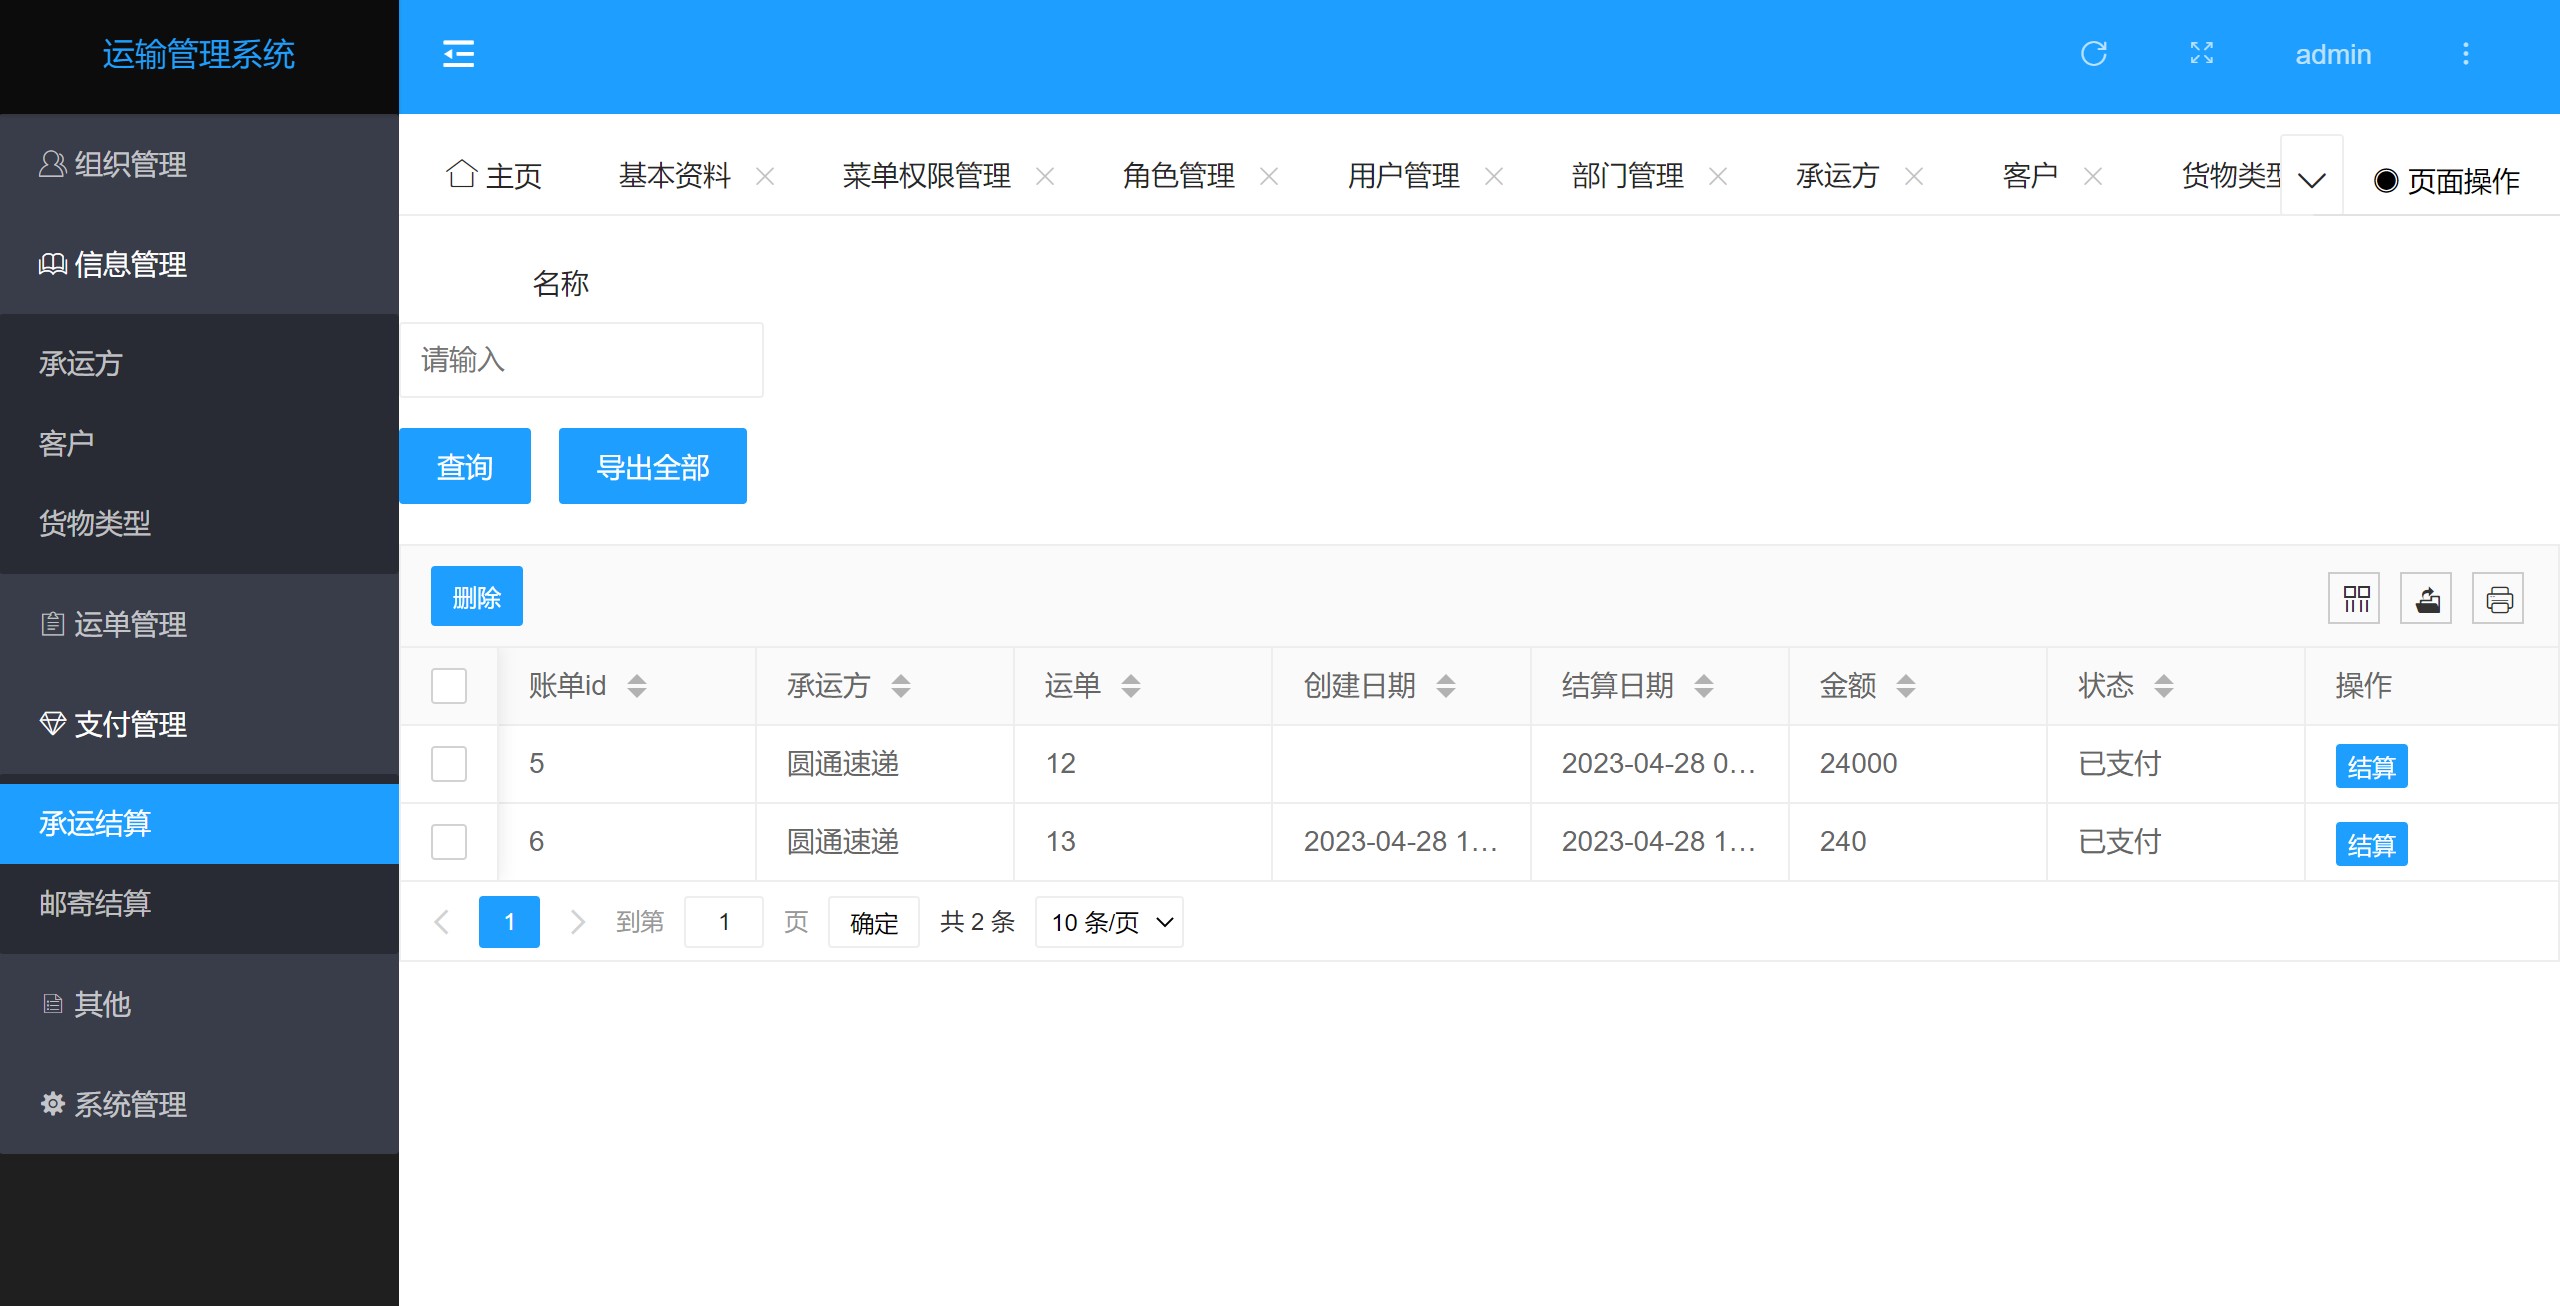 运输管理系统
admin
组织管理
信息管理
承运方
客户
货物类型
运单管理
支付管理
承运结算
邮寄结算
其他
系统管理
主页 基本资料 菜单权限管理 角色管理 用户管理 部门管理 承运方 客户 货物类型 页面操作
名称
请输入
查询 导出全部
删除
账单id 承运方 运单 创建日期 结算日期 金额 状态 操作
5 圆通速递 12 2023-04-28 0... 24000 已支付 结算
6 圆通速递 13 2023-04-28 1... 2023-04-28 1... 240 已支付 结算
1 到第 1 页 确定 共 2 条 10 条/页